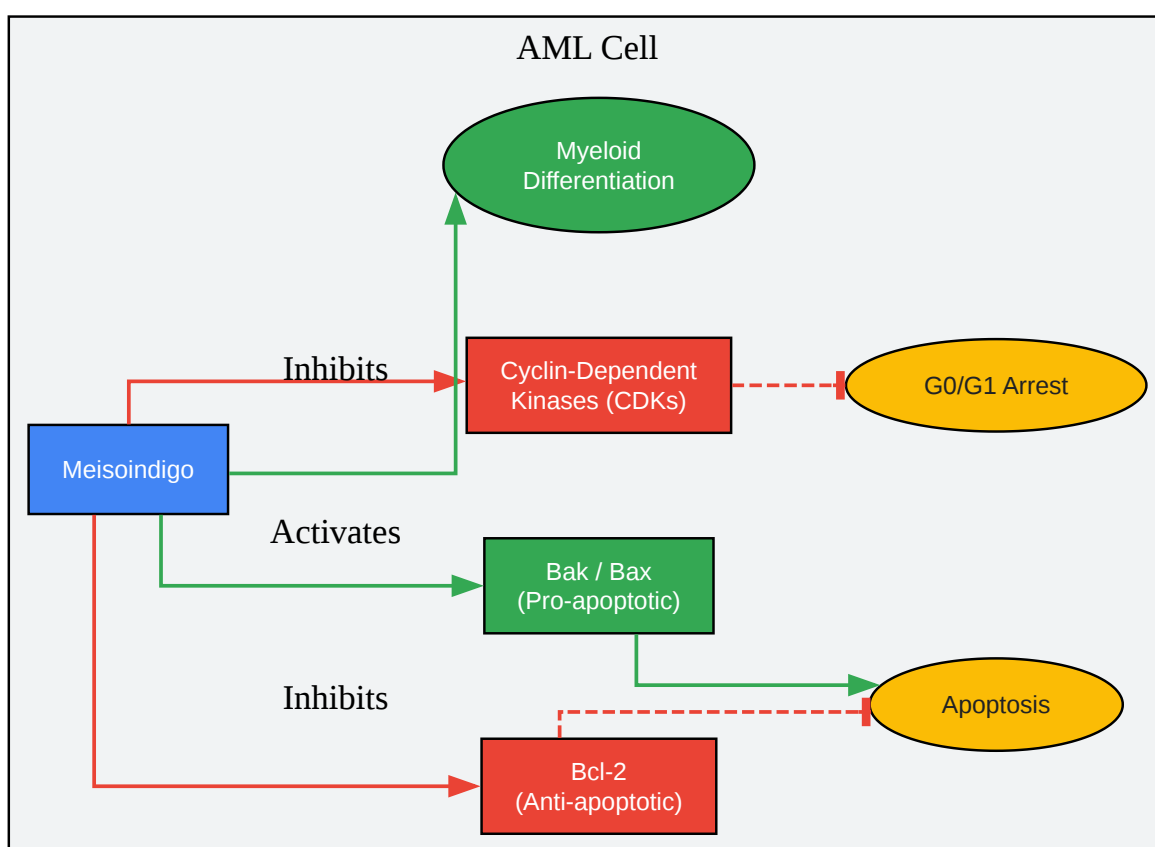 AML Cell
Myeloid
Differentiation
Inhibits
Cyclin-Dependent
Kinases (CDKs)
G0/G1 Arrest
Meisoindigo
Activates
Bak / Bax
(Pro-apoptotic)
Inhibits
Apoptosis
Bcl-2
(Anti-apoptotic)